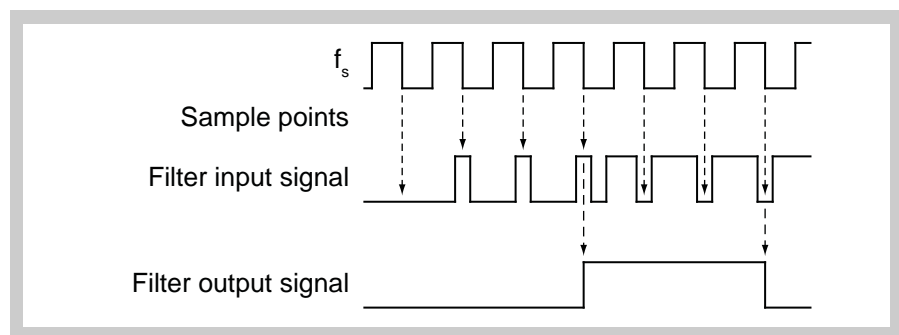 fs
Sample points
Filter input signal
Filter output signal